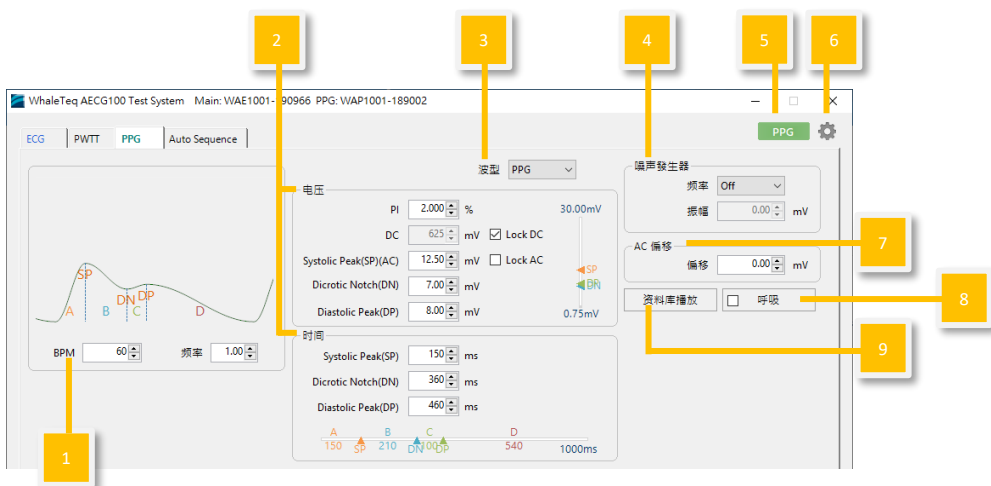 2
3
4
5
6
WhaleTeq AECG100 Test System Main: WAE1001-190966 PPG: WAP1001-189002
ECG PWTT PPG Auto Sequence
PPG
波型 PPG
SP
DN DP
A B C D
BPM 60 频率 1.00
1
电压
PI 2.000 % 30.00mV
DC 625 mV Lock DC
Systolic Peak(SP)(AC) 12.50 mV Lock AC
SP
Dicrotic Notch(DN) 7.00 mV
DN
Diastolic Peak(DP) 8.00 mV 0.75mV
时间
Systolic Peak(SP) 150 ms
Dicrotic Notch(DN) 360 ms
Diastolic Peak(DP) 460 ms
A B C D
150 SP 210 DN 100 DP 540 1000ms
噪声發生器
频率 Off
振幅 0.00 mV
AC 偏移
偏移 0.00 mV
7
资料库播放 呼吸
8
9